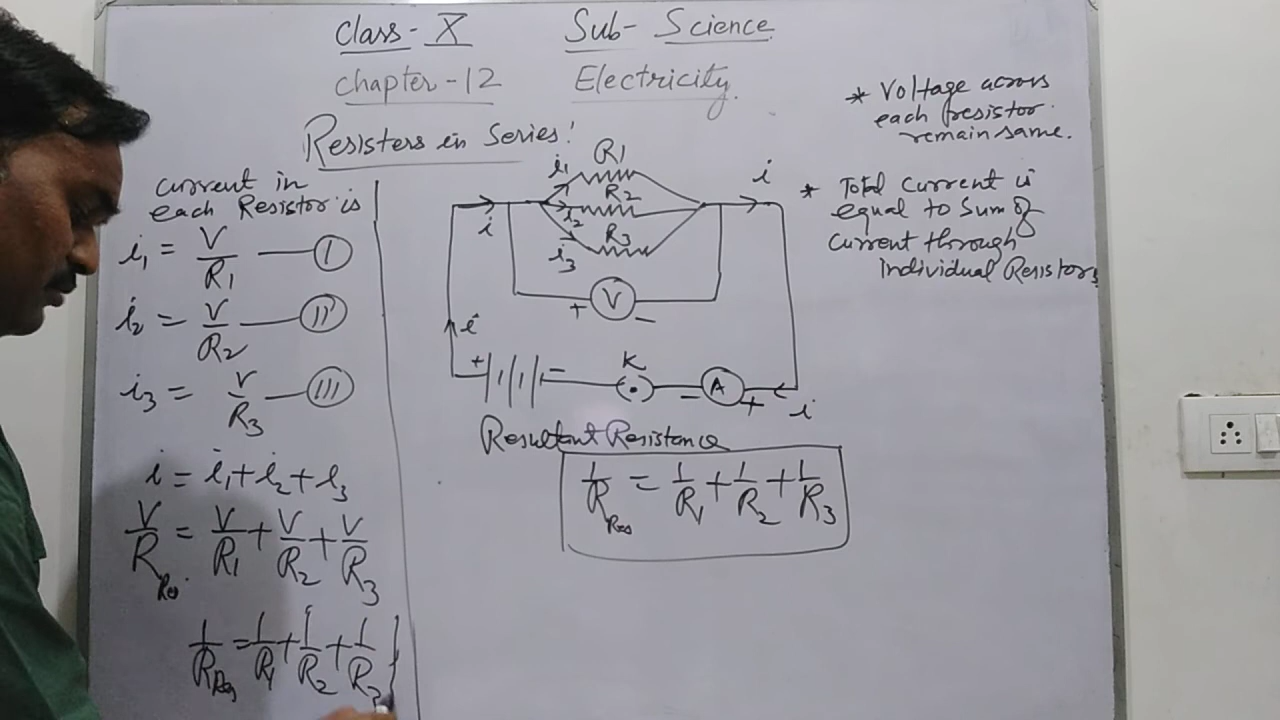 Class - X Sub - Science
Chapter - 12 Electricity.
Resisters in Series!
current in
each Resistor is
i₁ = V/R₁ — I
i₂ = V/R₂ — II
i₃ = V/R₃ — III
i = i₁ + i₂ + i₃
V/R = V/R₁ + V/R₂ + V/R₃
1/R = 1/R₁ + 1/R₂ + 1/R₃
R₁
i₁
R₂
i₂
R₃
i₃
i
i
V
+ −
i
+ −
K
− A +
i
Resultant Resistance
1/R_Res = 1/R₁ + 1/R₂ + 1/R₃
* Voltage across
each resistor
remain same.
* Total current is
equal to sum of
current through
individual Resistors